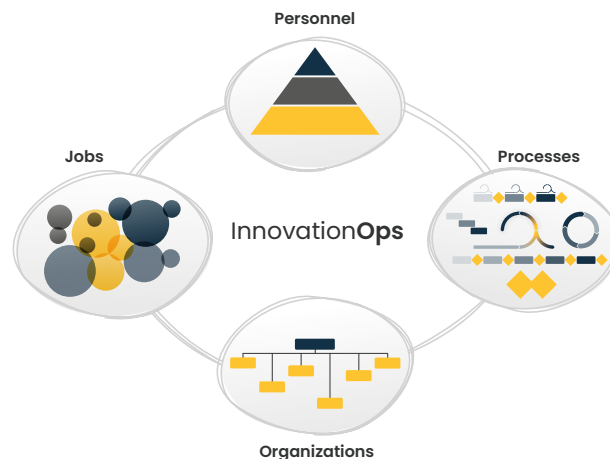 Personnel
Jobs
Processes
InnovationOps
Organizations